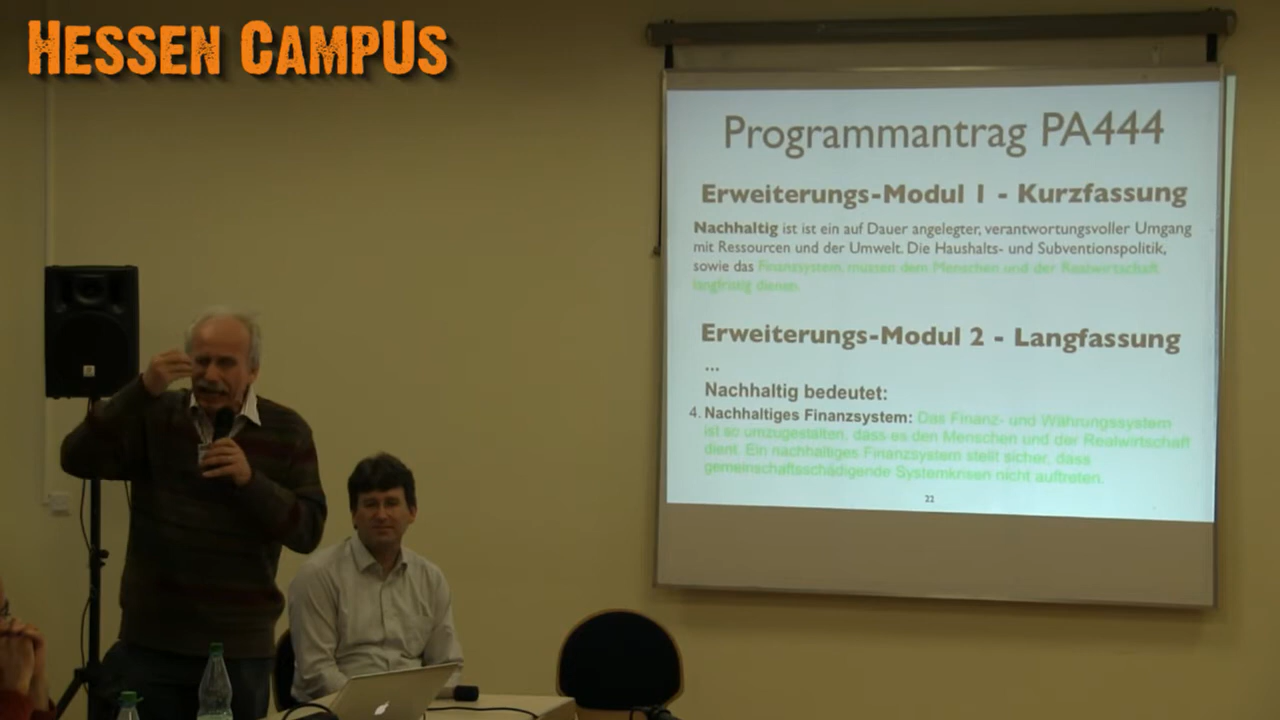 HESSEN CAMPUS
Programmantrag PA444
Erweiterungs-Modul 1 - Kurzfassung
Nachhaltig ist ist ein auf Dauer angelegter, verantwortungsvoller Umgang
mit Ressourcen und der Umwelt. Die Haushalts- und Subventionspolitik,
sowie das Finanzsystem müssen dem Menschen und der Realwirtschaft
langfristig dienen.
Erweiterungs-Modul 2 - Langfassung
...
Nachhaltig bedeutet:
4. Nachhaltiges Finanzsystem: Das Finanz- und Währungssystem
ist so umzugestalten, dass es den Menschen und der Realwirtschaft
dient. Ein nachhaltiges Finanzsystem stellt sicher, dass
gemeinschaftsschädigende Systemkrisen nicht auftreten.
22